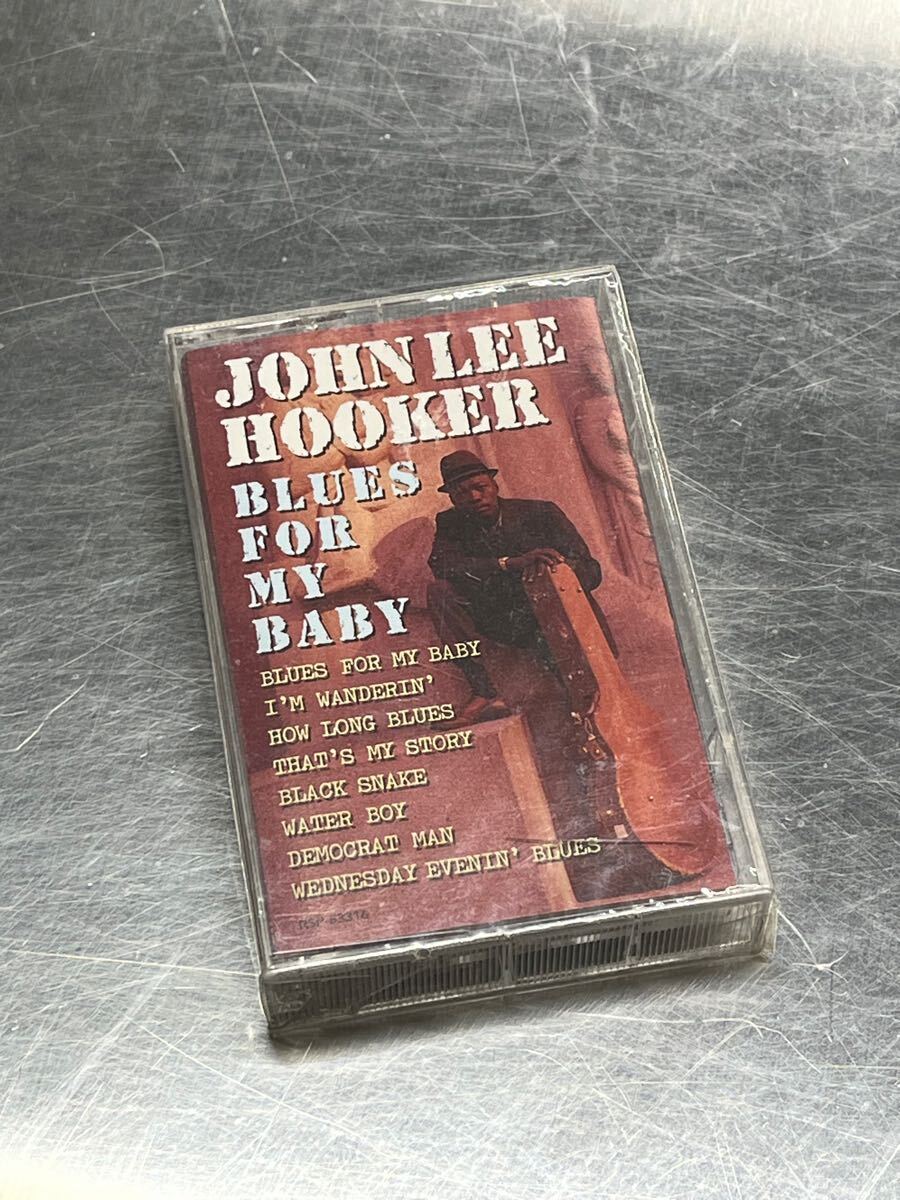 JOHN LEE
HOOKER
BLUES
FOR
MY
BABY
BLUES FOR MY BABY
I'M WANDERIN'
HOW LONG BLUES
THAT'S MY STORY
BLACK SNAKE
WATER BOY
DEMOCRAT MAN
WEDNESDAY EVENIN' BLUES